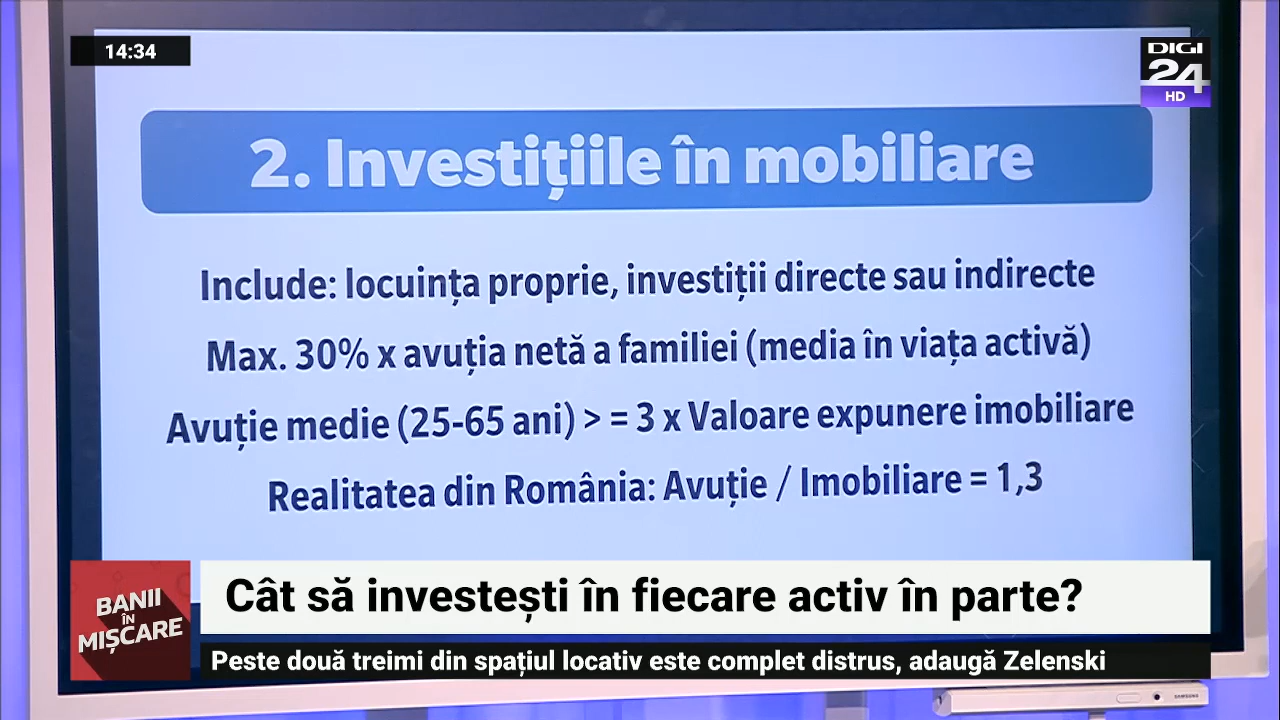 14:34
DIGI
24
HD
2. Investițiile în mobiliare
Include: locuința proprie, investiții directe sau indirecte
Max. 30% x avuția netă a familiei (media în viața activă)
Avuție medie (25-65 ani) > = 3 x Valoare expunere imobiliare
Realitatea din România: Avuție / Imobiliare = 1,3
BANII
ÎN
MIȘCARE
Cât să investești în fiecare activ în parte?
Peste două treimi din spațiul locativ este complet distrus, adaugă Zelenski
SAMSUNG